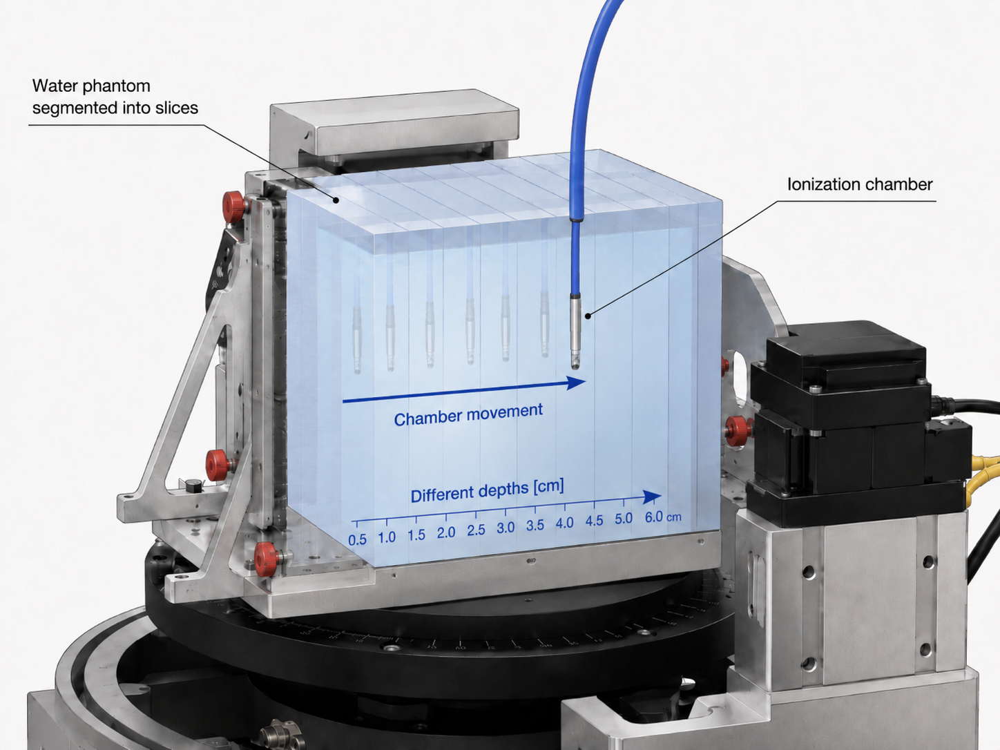 Water phantom
segmented into slices
Ionization chamber
Chamber movement
Different depths [cm]
0.5 1.0 1.5 2.0 2.5 3.0 3.5 4.0 4.5 5.0 6.0 cm